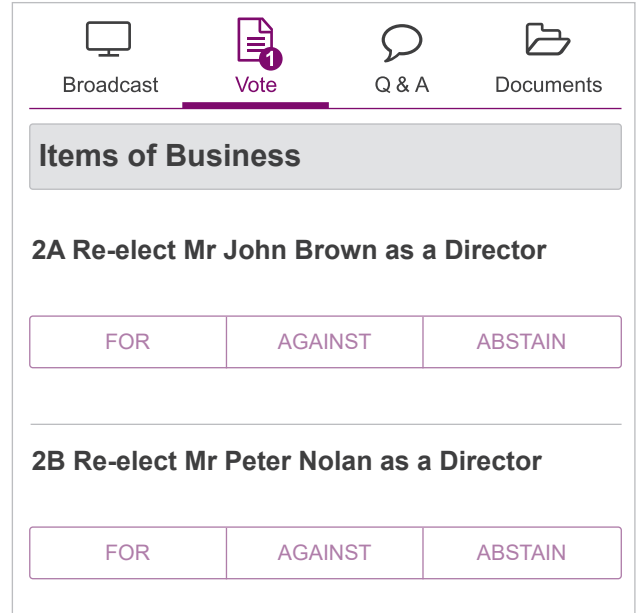 1
Broadcast Vote Q & A Documents
Items of Business
2A Re-elect Mr John Brown as a Director
FOR AGAINST ABSTAIN
2B Re-elect Mr Peter Nolan as a Director
FOR AGAINST ABSTAIN